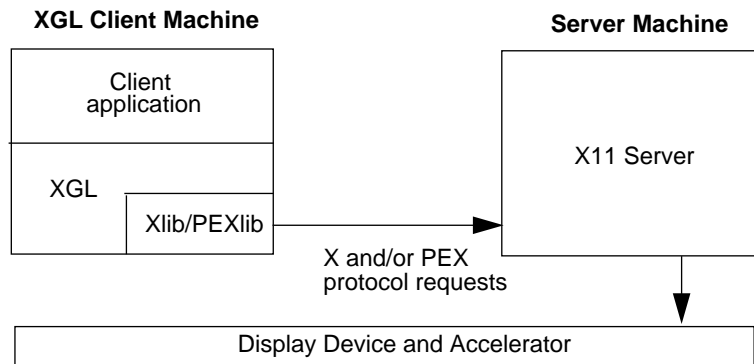 XGL Client Machine
Server Machine
Client
application
XGL
Xlib/PEXlib
X11 Server
X and/or PEX
protocol requests
Display Device and Accelerator